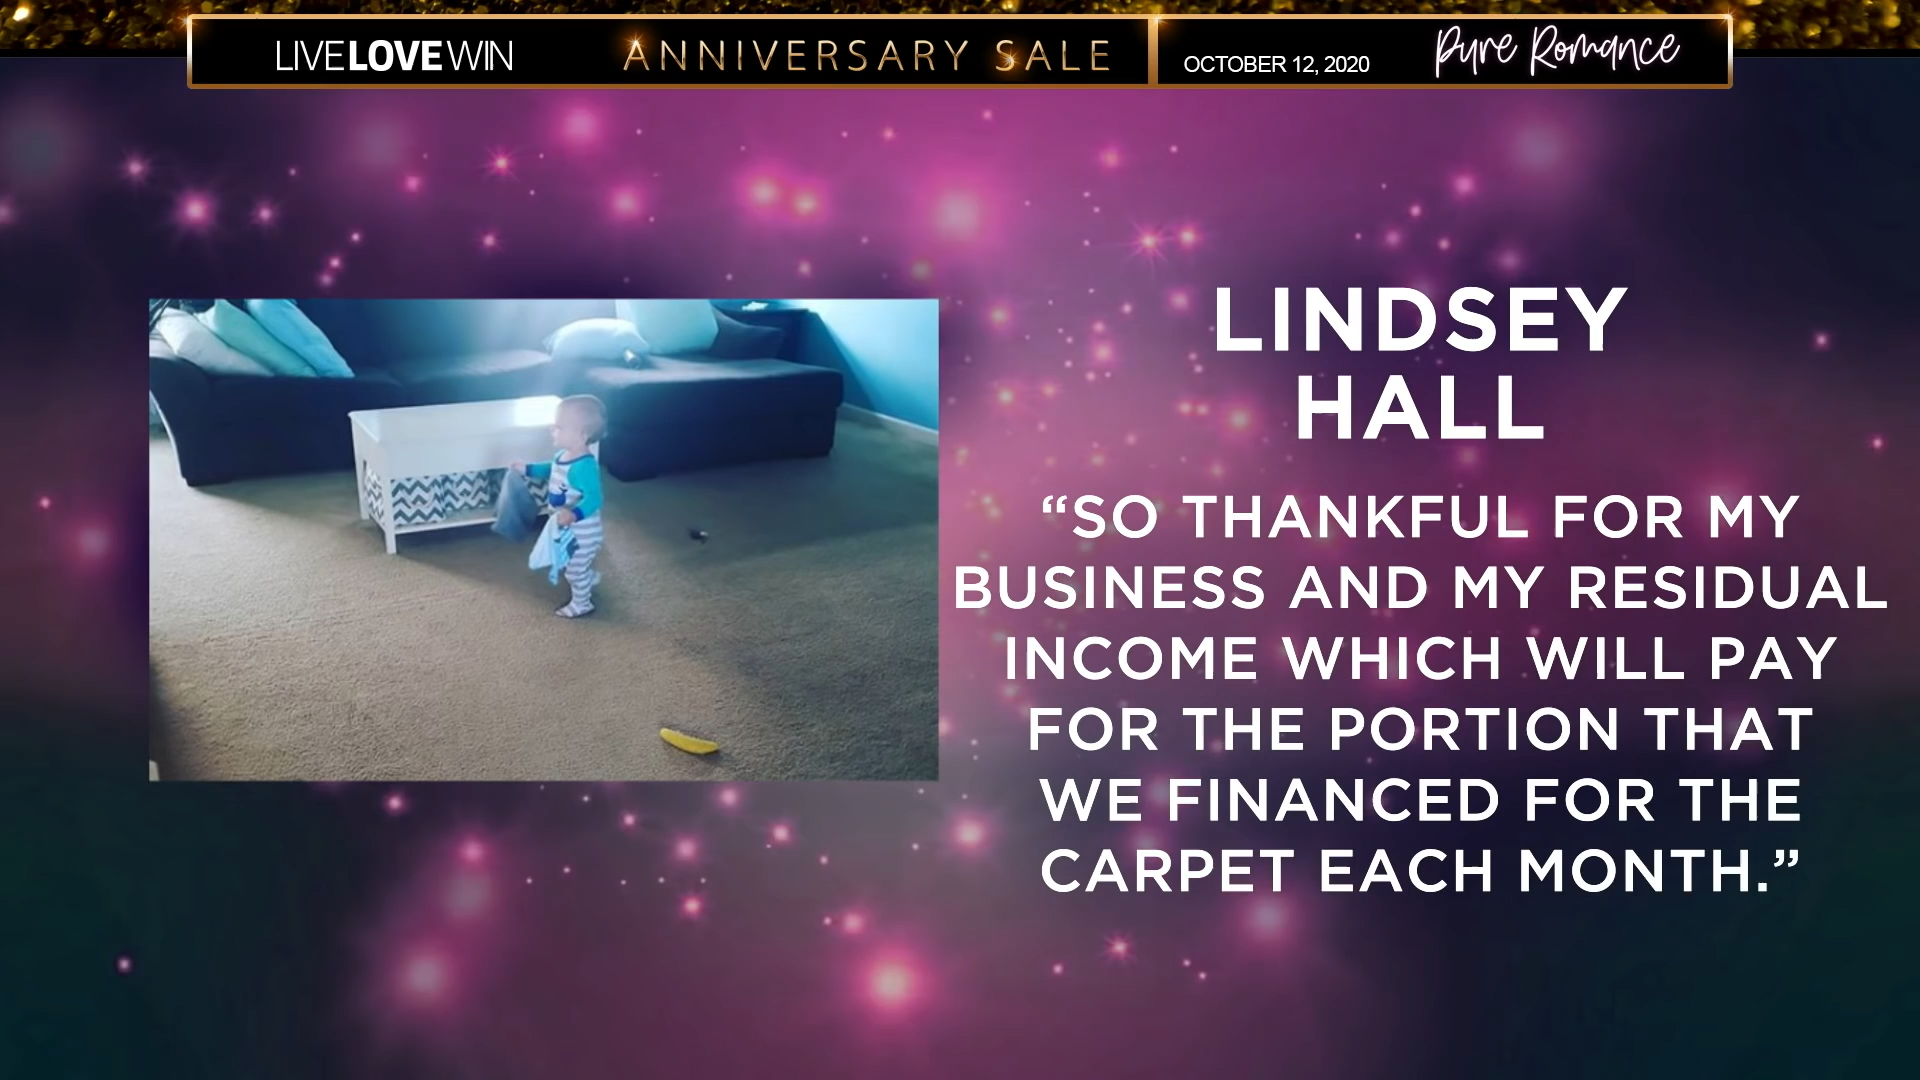 LIVELOVEWIN
ANNIVERSARY SALE
OCTOBER 12, 2020
Pure Romance
LINDSEY
HALL
“SO THANKFUL FOR MY
BUSINESS AND MY RESIDUAL
INCOME WHICH WILL PAY
FOR THE PORTION THAT
WE FINANCED FOR THE
CARPET EACH MONTH.”